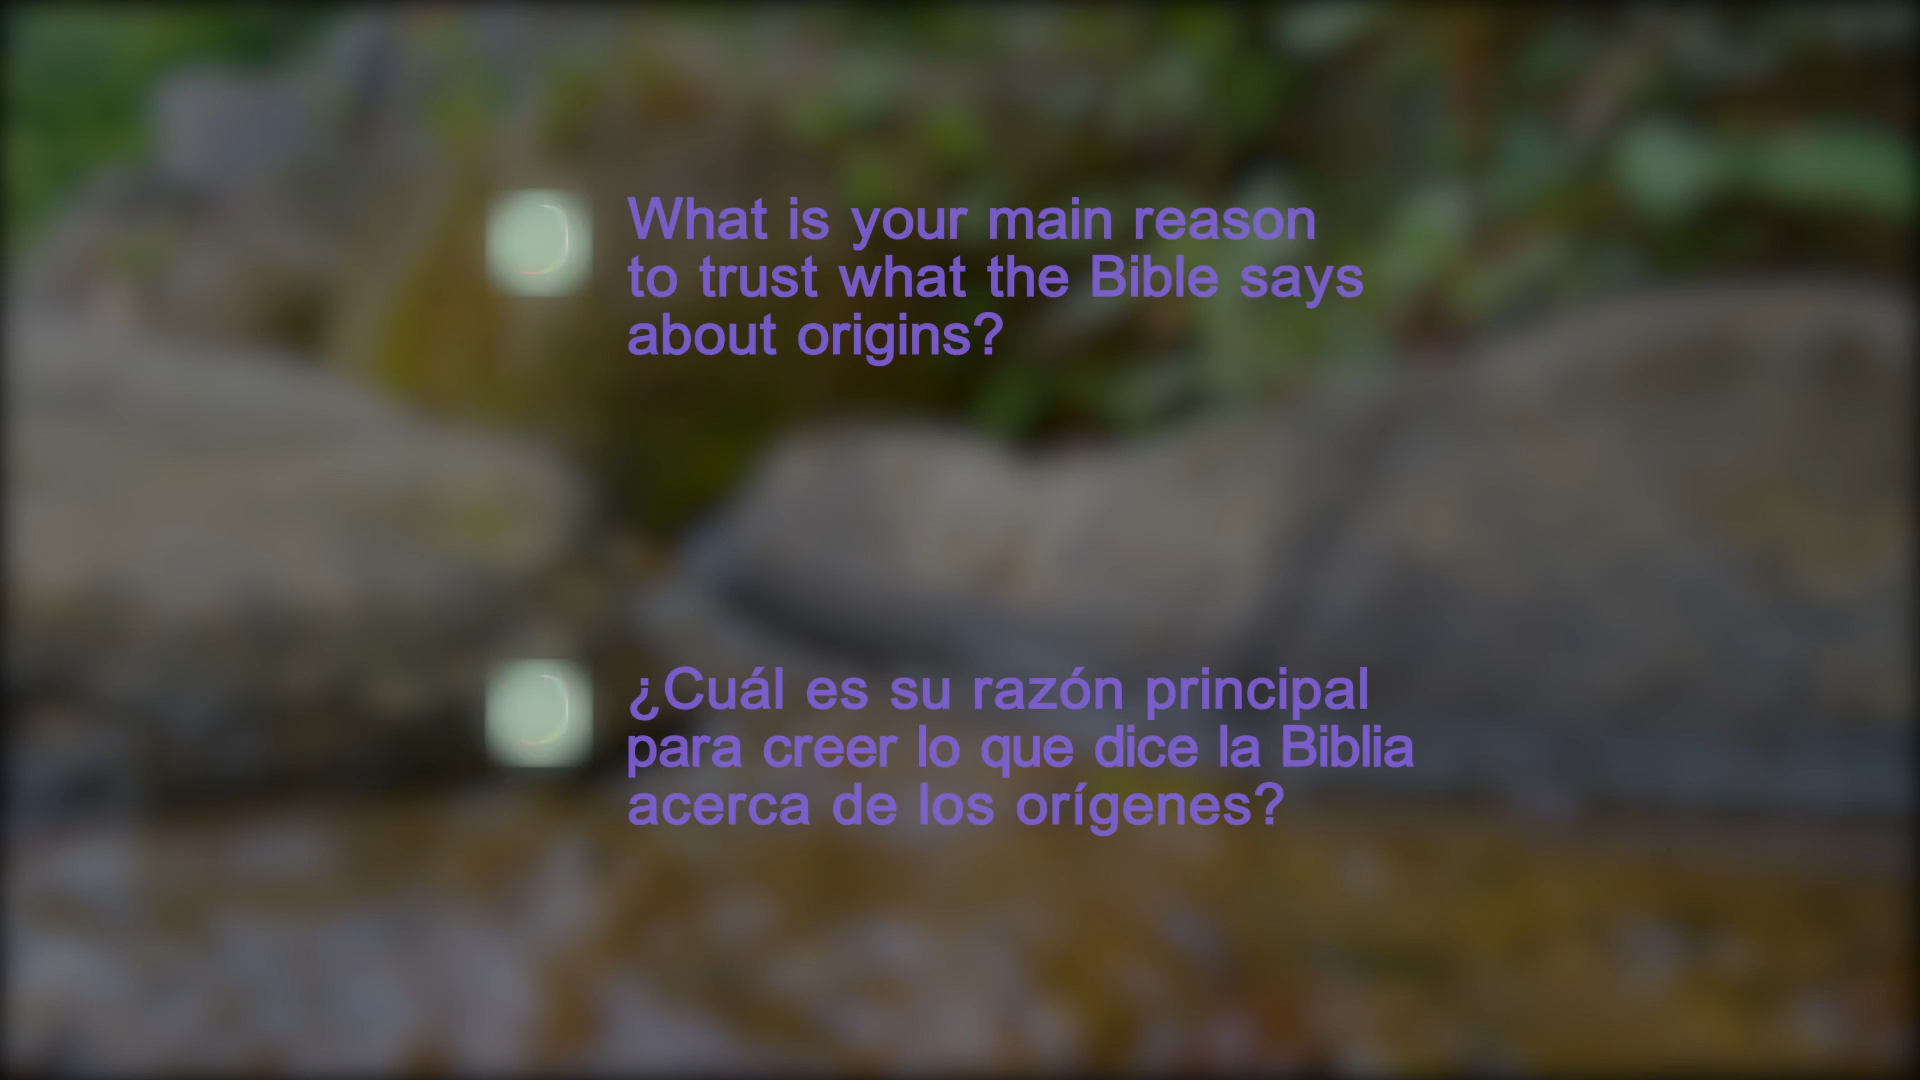 What is your main reason
to trust what the Bible says
about origins?
¿Cuál es su razón principal
para creer lo que dice la Biblia
acerca de los orígenes?